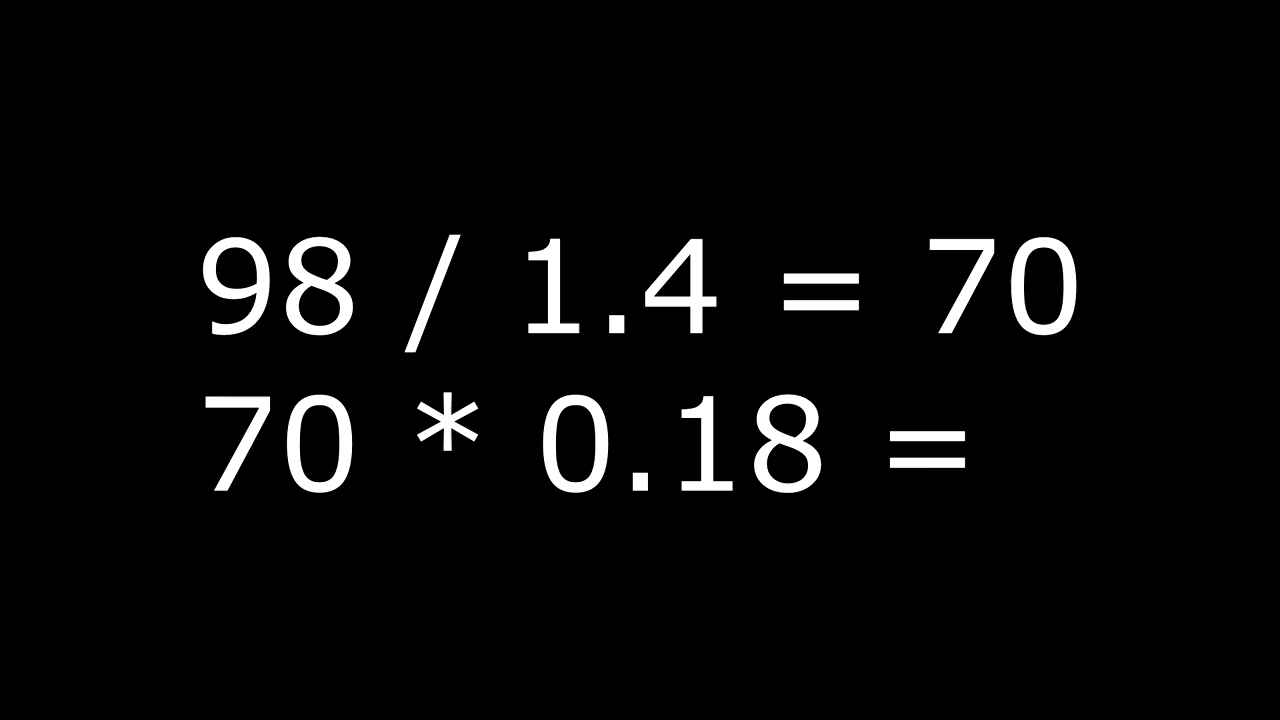 98 / 1.4 = 70
70 * 0.18 =